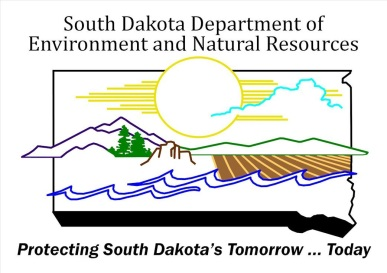 South Dakota Department of
Environment and Natural Resources
Protecting South Dakota's Tomorrow ... Today